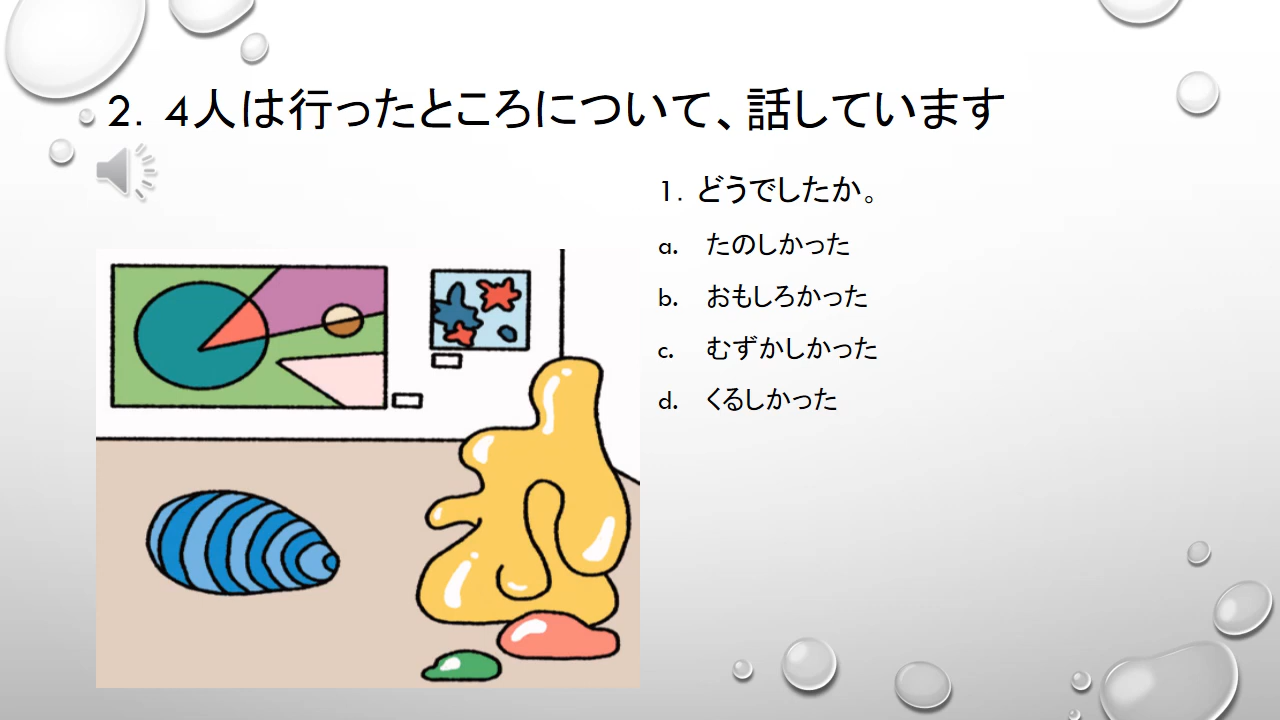 2. 4人は行ったところについて、話しています
1. どうでしたか。
a. たのしかった
b. おもしろかった
c. むずかしかった
d. くるしかった